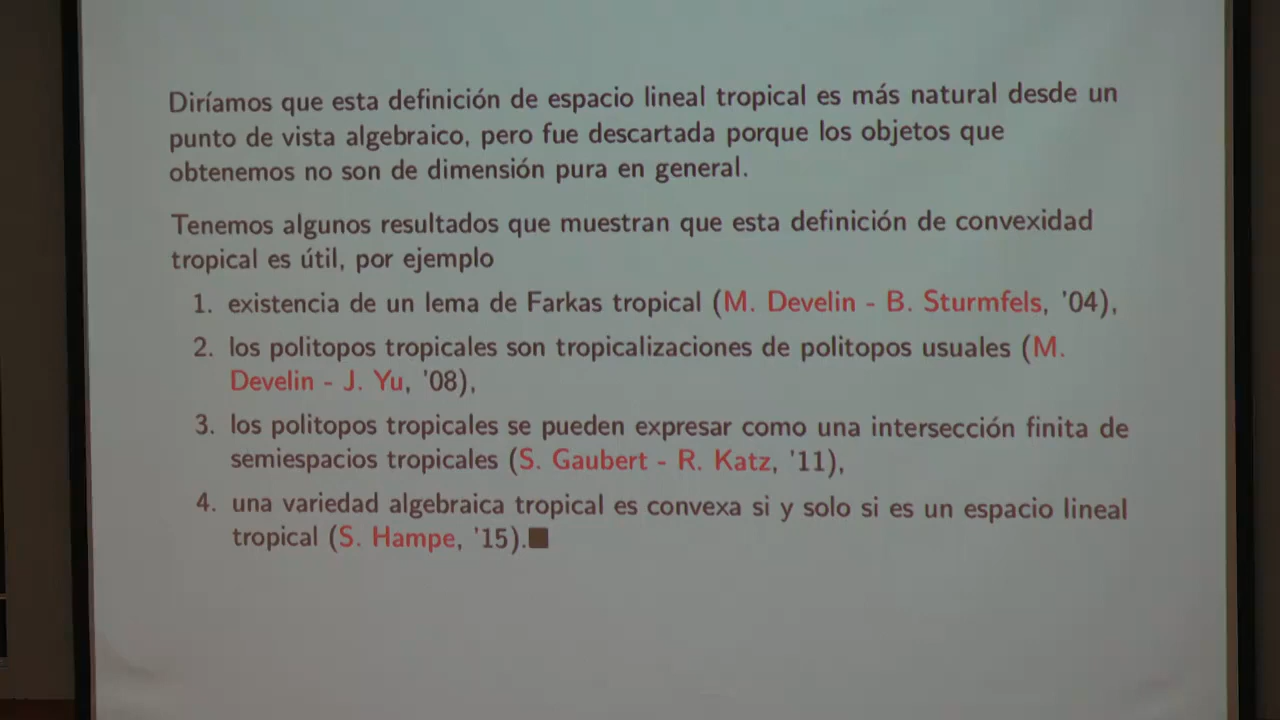 Diríamos que esta definición de espacio lineal tropical es más natural desde un
punto de vista algebraico, pero fue descartada porque los objetos que
obtenemos no son de dimensión pura en general.
Tenemos algunos resultados que muestran que esta definición de convexidad
tropical es útil, por ejemplo
1. existencia de un lema de Farkas tropical (M. Develin - B. Sturmfels, '04),
2. los politopos tropicales son tropicalizaciones de politopos usuales (M.
Develin - J. Yu, '08),
3. los politopos tropicales se pueden expresar como una intersección finita de
semiespacios tropicales (S. Gaubert - R. Katz, '11),
4. una variedad algebraica tropical es convexa si y solo si es un espacio lineal
tropical (S. Hampe, '15).■